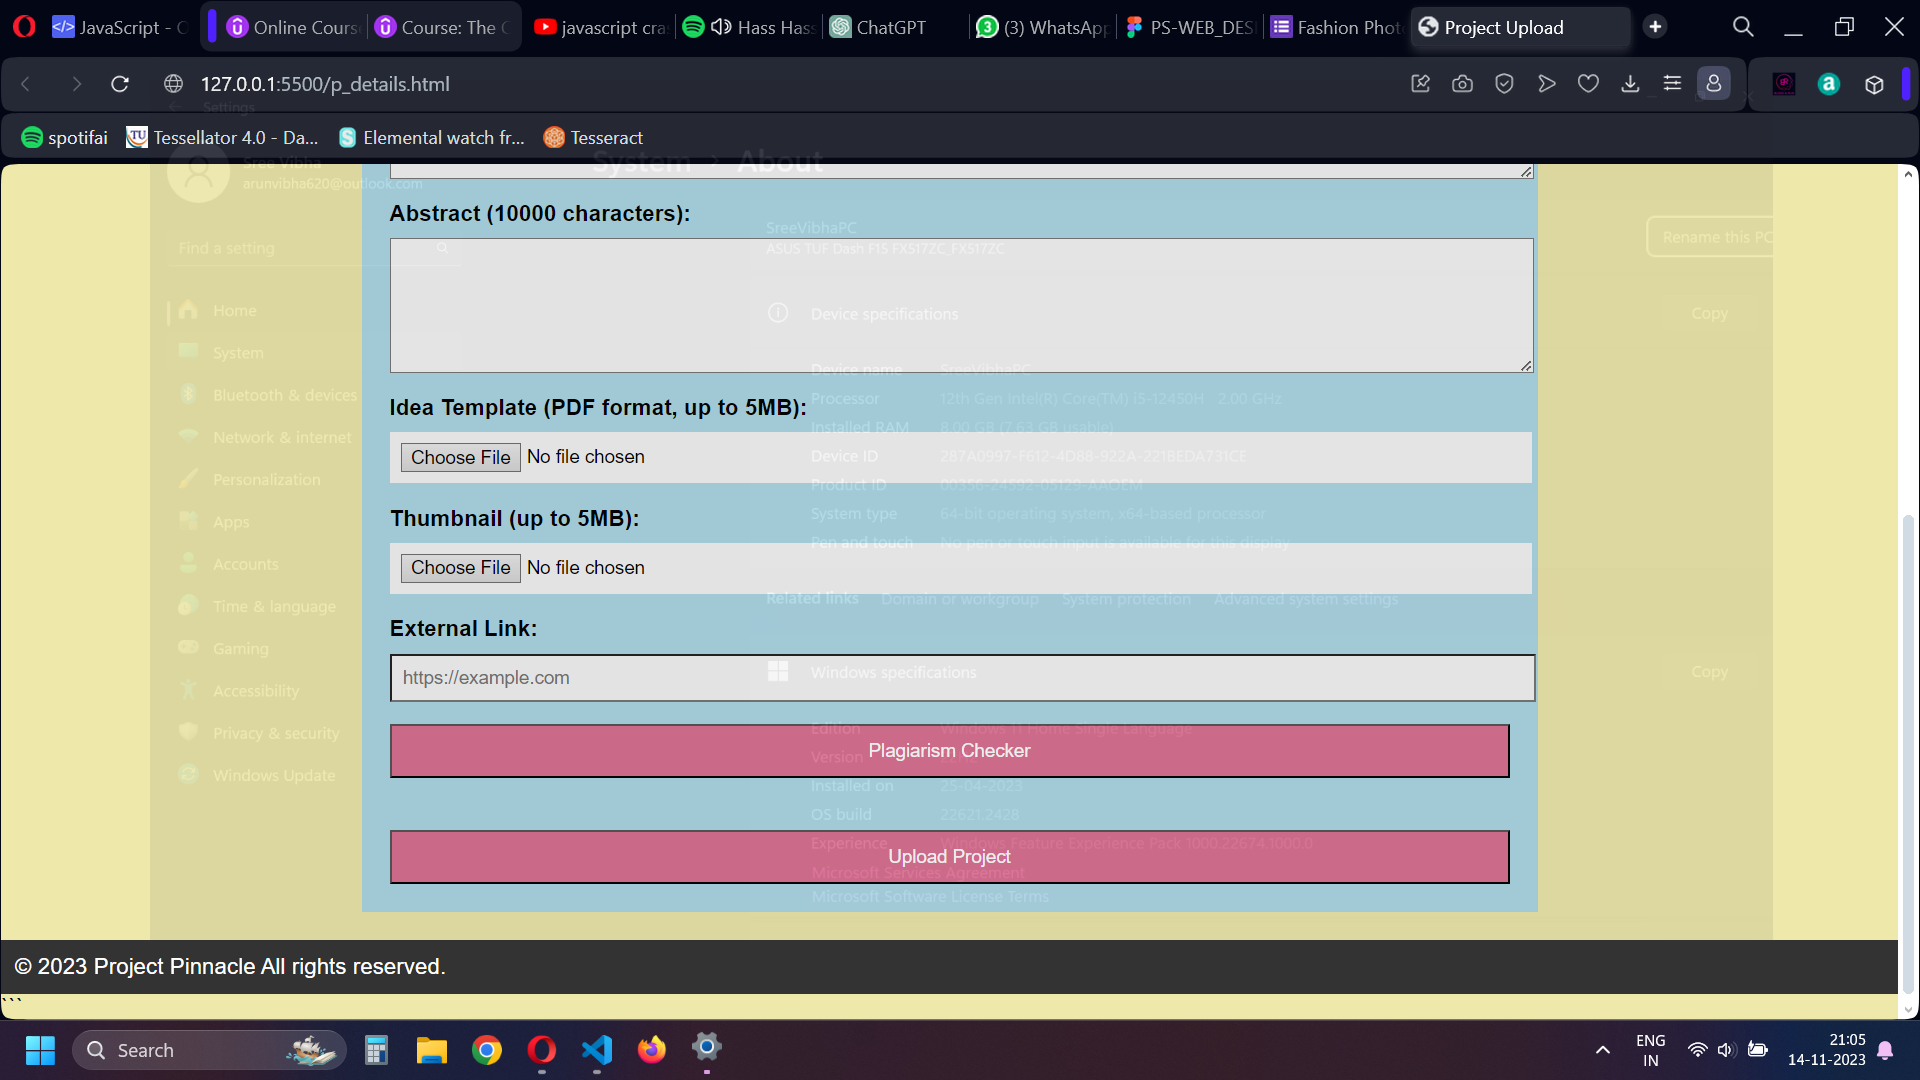 JavaScript - C
Online Cours
Course: The C
javascript cra
Hass Has
ChatGPT
(3) WhatsApp
PS-WEB_DES
Fashion Phot
Project Upload
127.0.0.1:5500/p_details.html
Settings
spotifai
Tessellator 4.0 - Da...
Elemental watch fr...
Tesseract
Sree Vibha
arunvibha620@outlook.com
System > About
Abstract (10000 characters):
SreeVibhaPC
ASUS TUF Dash F15 FX517ZC_FX517ZC
Rename this PC
Find a setting
Home
Device specifications
Copy
System
Device name SreeVibhaPC
Bluetooth & devices
Processor 12th Gen Intel(R) Core(TM) i5-12450H 2.00 GHz
Idea Template (PDF format, up to 5MB):
Installed RAM 8.00 GB (7.63 GB usable)
Network & internet
Choose File No file chosen
Device ID 287A0997-F612-4DB8-922A-221BEDA731CE
Personalization
Product ID 00356-24592-05129-AAOEM
System type 64-bit operating system, x64-based processor
Thumbnail (up to 5MB):
Apps
Pen and touch No pen or touch input is available for this display
Accounts
Choose File No file chosen
Related links Domain or workgroup System protection Advanced system settings
Time & language
External Link:
Gaming
https://example.com
Windows specifications
Copy
Accessibility
Edition Windows 11 Home Single Language
Privacy & security
Plagiarism Checker
Version
Windows Update
Installed on 25-04-2023
OS build 22621.2428
Experience Windows Feature Experience Pack 1000.22674.1000.0
Upload Project
Microsoft Services Agreement
Microsoft Software License Terms
© 2023 Project Pinnacle All rights reserved.
```
Search
ENG
IN
21:05
14-11-2023